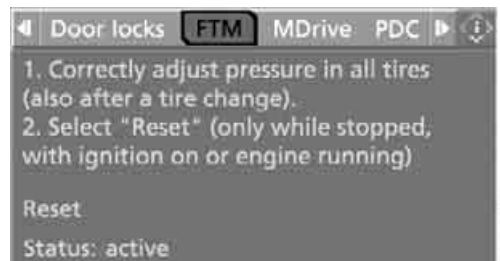 Door locks FTM MDrive PDC
1. Correctly adjust pressure in all tires
(also after a tire change).
2. Select "Reset" (only while stopped,
with ignition on or engine running)
Reset
Status: active